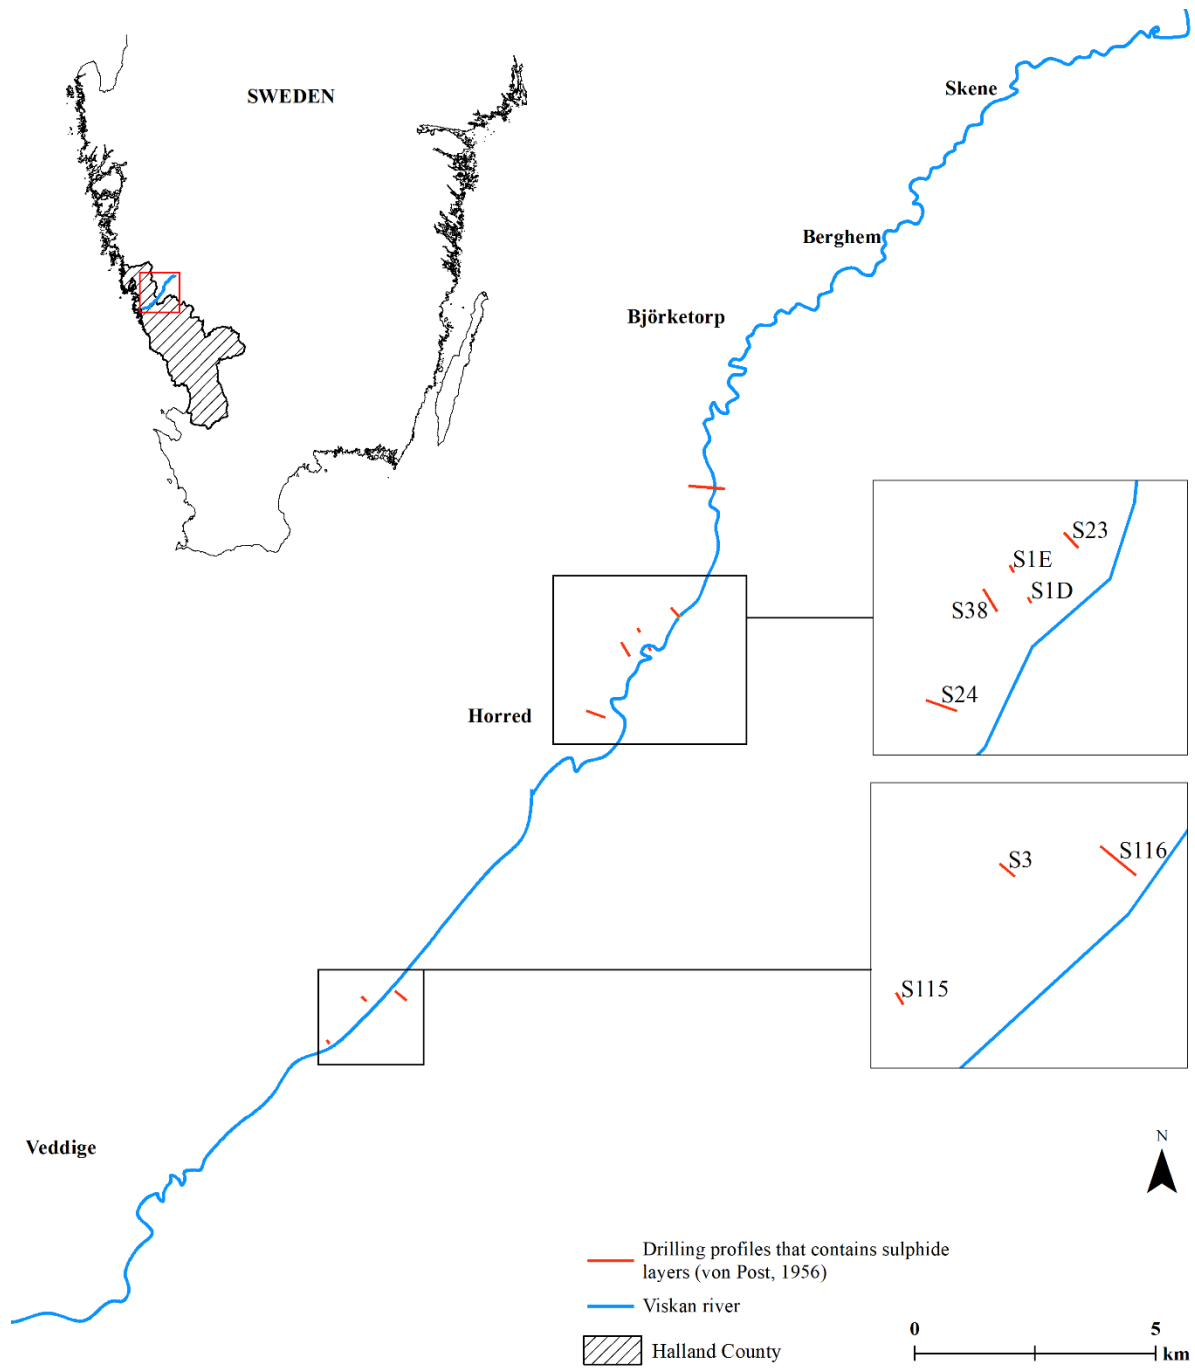 SWEDEN
Skene
Berghem
Björketorp
S23
S1E
S1D
S38
S24
Horred
S3
S116
S115
Veddige
N
Drilling profiles that contains sulphide
layers (von Post, 1956)
Viskan river
Halland County
0 5
km